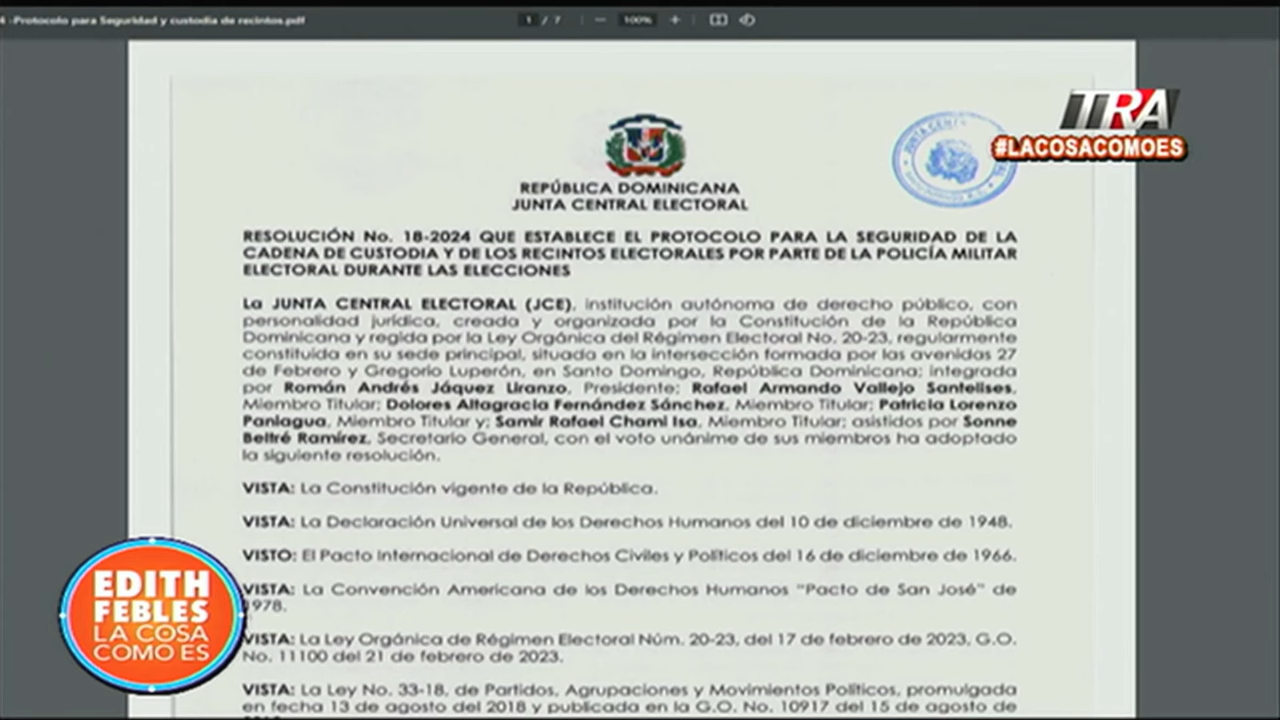 4 -Protocolo para Seguridad y custodia de recintos.pdf
1 / 7
100%
TRA
#LACOSACOMOES
JUNTA CENT
REPÚBLICA DOMINICANA
JUNTA CENTRAL ELECTORAL
RESOLUCIÓN No. 18-2024 QUE ESTABLECE EL PROTOCOLO PARA LA SEGURIDAD DE LA
CADENA DE CUSTODIA Y DE LOS RECINTOS ELECTORALES POR PARTE DE LA POLICÍA MILITAR
ELECTORAL DURANTE LAS ELECCIONES
La JUNTA CENTRAL ELECTORAL (JCE), institución autónoma de derecho público, con
personalidad jurídica, creada y organizada por la Constitución de la República
Dominicana y regida por la Ley Orgánica del Régimen Electoral No. 20-23, regularmente
constituida en su sede principal, situada en la intersección formada por las avenidas 27
de Febrero y Gregorio Luperón, en Santo Domingo, República Dominicana; integrada
por Román Andrés Jáquez Liranzo, Presidente; Rafael Armando Vallejo Santelises,
Miembro Titular; Dolores Altagracia Fernández Sánchez, Miembro Titular; Patricia Lorenzo
Paniagua, Miembro Titular y; Samir Rafael Chami Isa, Miembro Titular; asistidos por Sonne
Beltré Ramírez, Secretario General, con el voto unánime de sus miembros ha adoptado
la siguiente resolución.
VISTA: La Constitución vigente de la República.
VISTA: La Declaración Universal de los Derechos Humanos del 10 de diciembre de 1948.
VISTO: El Pacto Internacional de Derechos Civiles y Políticos del 16 de diciembre de 1966.
VISTA: La Convención Americana de los Derechos Humanos "Pacto de San José" de
1978.
VISTA: La Ley Orgánica de Régimen Electoral Núm. 20-23, del 17 de febrero de 2023, G.O.
No. 11100 del 21 de febrero de 2023.
VISTA: La Ley No. 33-18, de Partidos, Agrupaciones y Movimientos Políticos, promulgada
en fecha 13 de agosto del 2018 y publicada en la G.O. No. 10917 del 15 de agosto de
EDITH
FEBLES
LA COSA
COMO ES